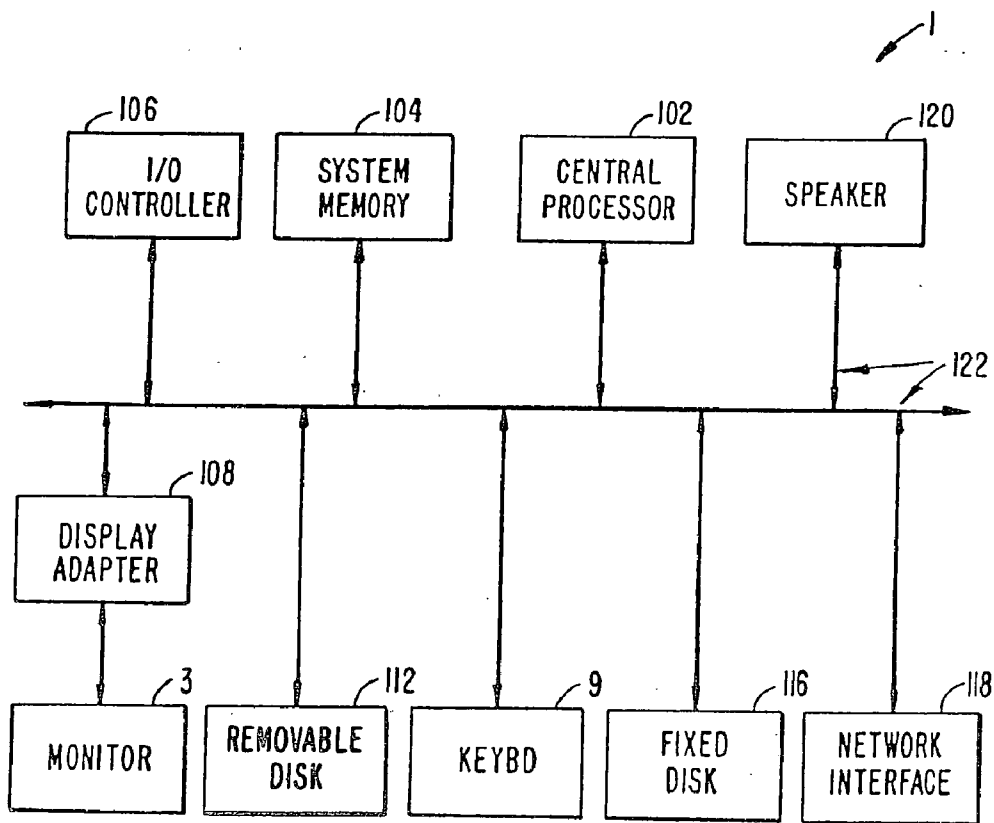 1
106
104
102
120
I/O
CONTROLLER
SYSTEM
MEMORY
CENTRAL
PROCESSOR
SPEAKER
122
108
DISPLAY
ADAPTER
3
112
9
116
118
MONITOR
REMOVABLE
DISK
KEYBD
FIXED
DISK
NETWORK
INTERFACE